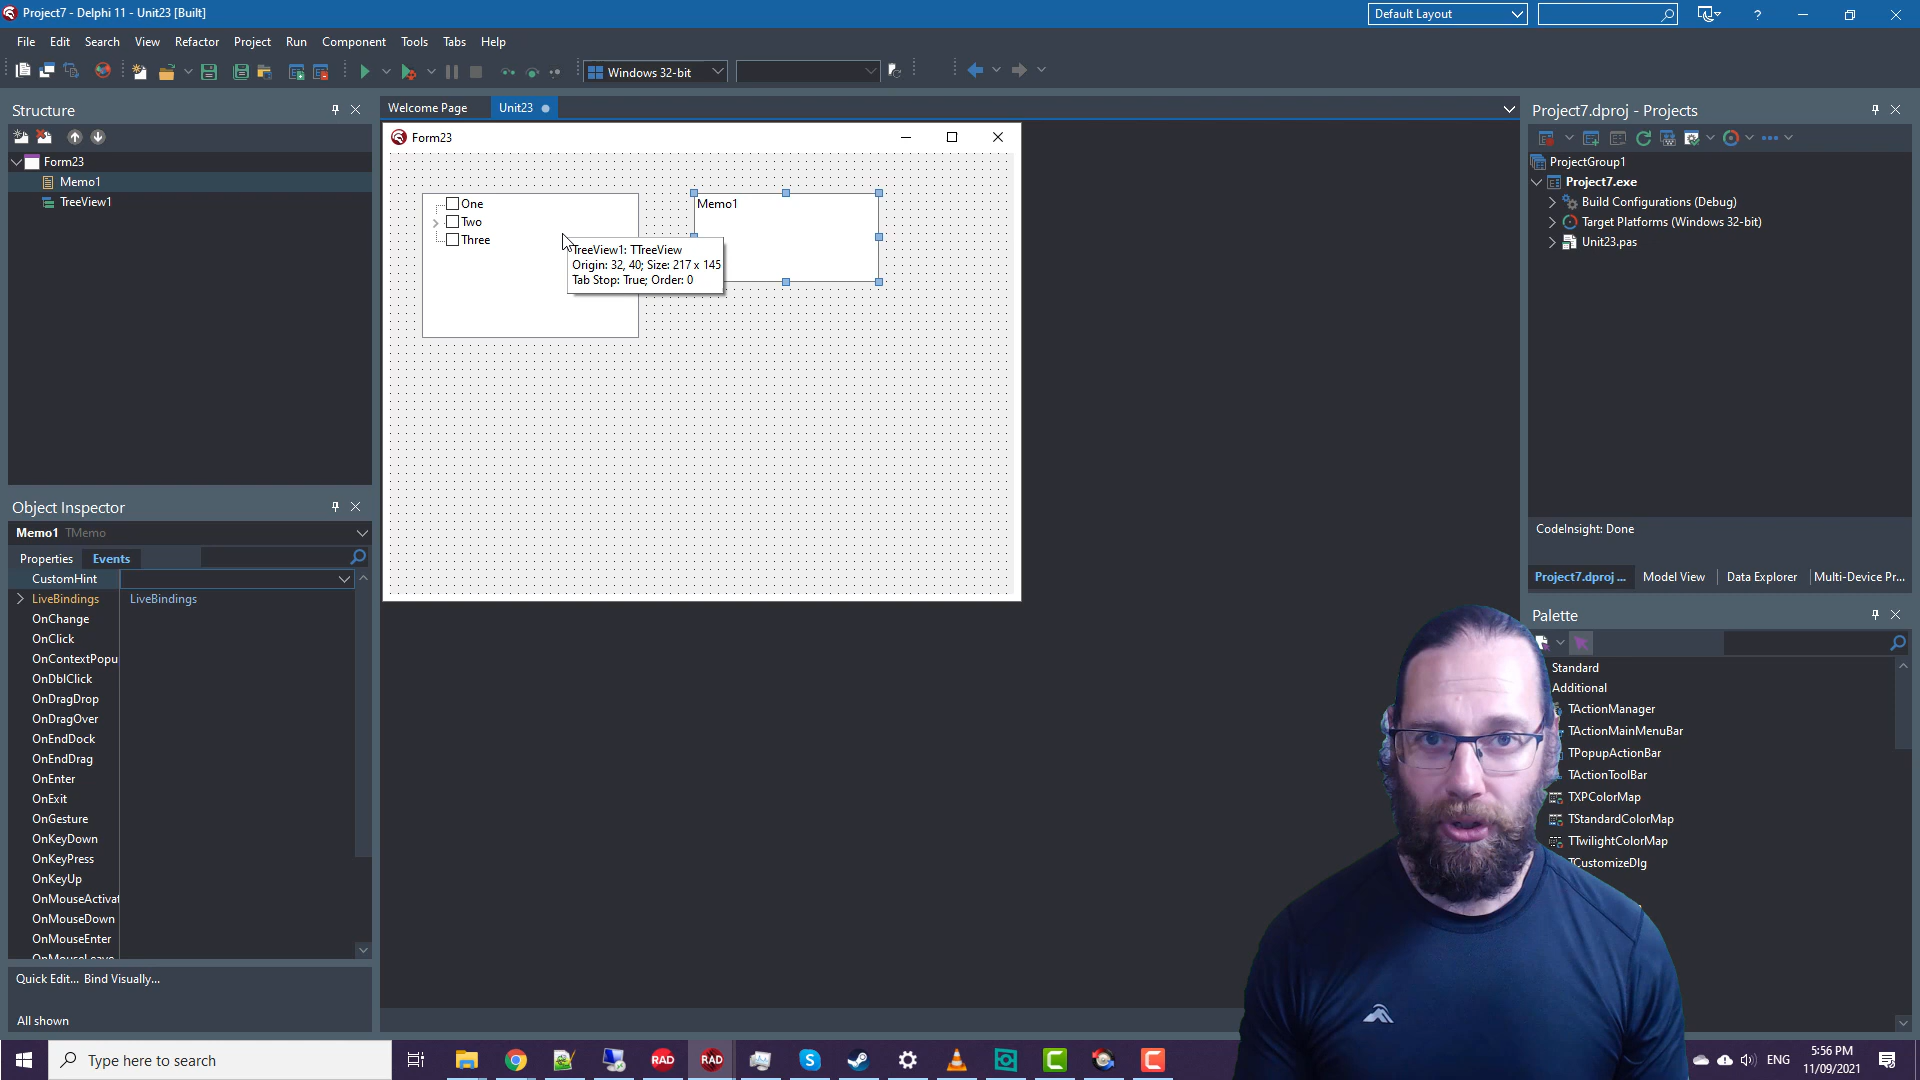 Project7 - Delphi 11 - Unit23 [Built]
Default Layout
File Edit Search View Refactor Project Run Component Tools Tabs Help
Windows 32-bit
Structure
Form23
Memo1
TreeView1
Welcome Page Unit23
Form23
One
Two
Three
Memo1
TreeView1: TTreeView
Origin: 32, 40; Size: 217 x 145
Tab Stop: True; Order: 0
Project7.dproj - Projects
ProjectGroup1
Project7.exe
Build Configurations (Debug)
Target Platforms (Windows 32-bit)
Unit23.pas
CodeInsight: Done
Project7.dproj ... Model View Data Explorer Multi-Device Pr...
Object Inspector
Memo1 TMemo
Properties Events
CustomHint
LiveBindings LiveBindings
OnChange
OnClick
OnContextPopu
OnDblClick
OnDragDrop
OnDragOver
OnEndDock
OnEndDrag
OnEnter
OnExit
OnGesture
OnKeyDown
OnKeyPress
OnKeyUp
OnMouseActivat
OnMouseDown
OnMouseEnter
OnMouseLeave
Quick Edit... Bind Visually...
All shown
Palette
Standard
Additional
TActionManager
TActionMainMenuBar
TPopupActionBar
TActionToolBar
TXPColorMap
TStandardColorMap
TTwilightColorMap
TCustomizeDlg
Type here to search
RAD
RAD
ENG
5:56 PM
11/09/2021